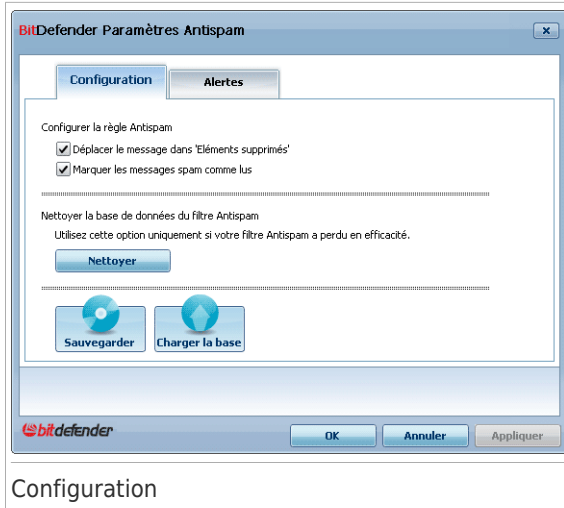 BitDefender Paramètres Antispam
Configuration
Alertes
Configurer la règle Antispam
Déplacer le message dans 'Eléments supprimés'
Marquer les messages spam comme lus
Nettoyer la base de données du filtre Antispam
Utilisez cette option uniquement si votre filtre Antispam a perdu en efficacité.
Nettoyer
Sauvegarder
Charger la base
bitdefender
OK
Annuler
Appliquer
Configuration